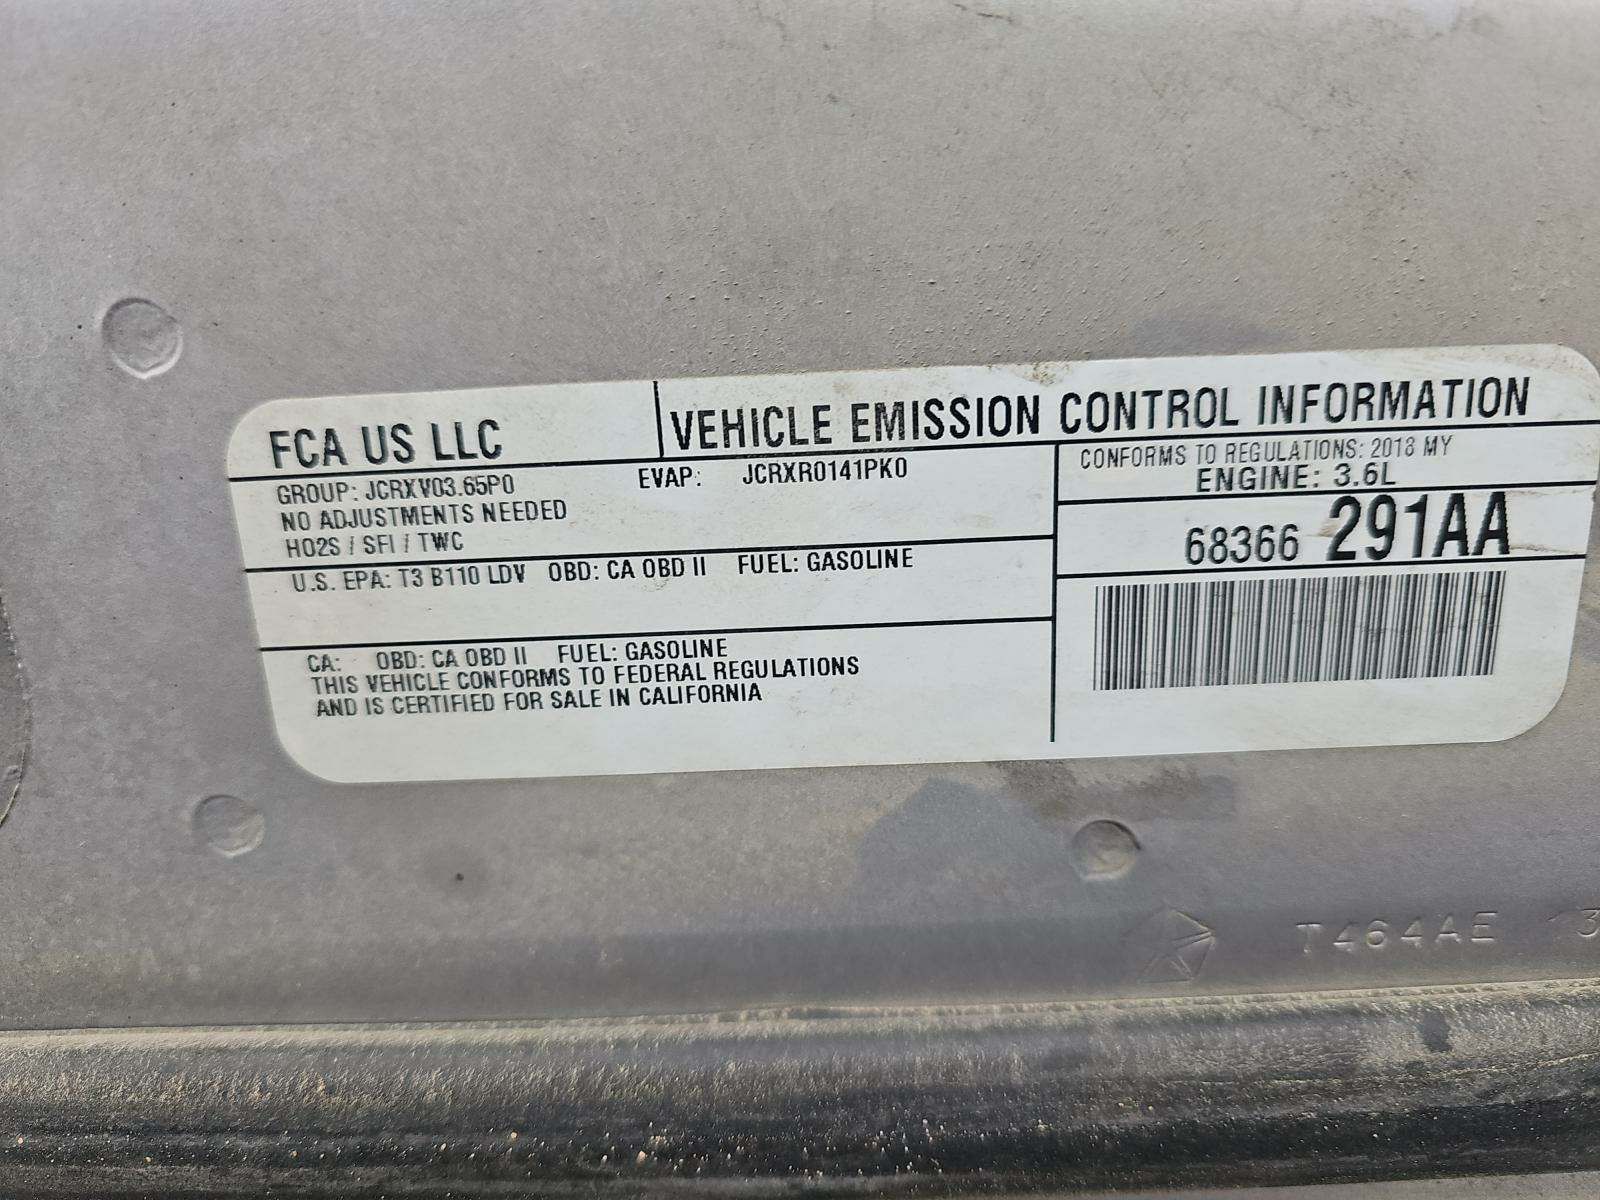 FCA US LLC
VEHICLE EMISSION CONTROL INFORMATION
GROUP: JCRXV03.65P0 EVAP: JCRXR0141PK0
NO ADJUSTMENTS NEEDED
HO2S / SFI / TWC
CONFORMS TO REGULATIONS: 2018 MY
ENGINE: 3.6L
68366 291AA
U.S. EPA: T3 B110 LDV OBD: CA OBD II FUEL: GASOLINE
CA: OBD: CA OBD II FUEL: GASOLINE
THIS VEHICLE CONFORMS TO FEDERAL REGULATIONS
AND IS CERTIFIED FOR SALE IN CALIFORNIA
T464AE 13